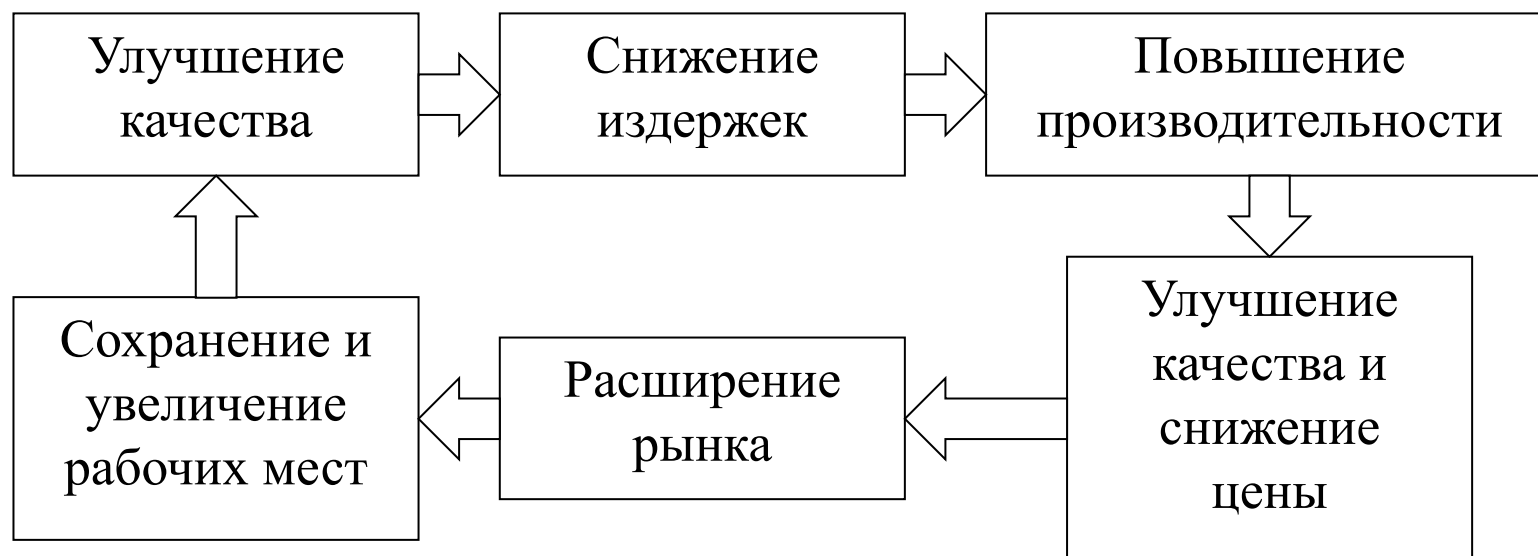 Улучшение
качества
Снижение
издержек
Повышение
производительности
Улучшение
качества и
снижение
цены
Расширение
рынка
Сохранение и
увеличение
рабочих мест